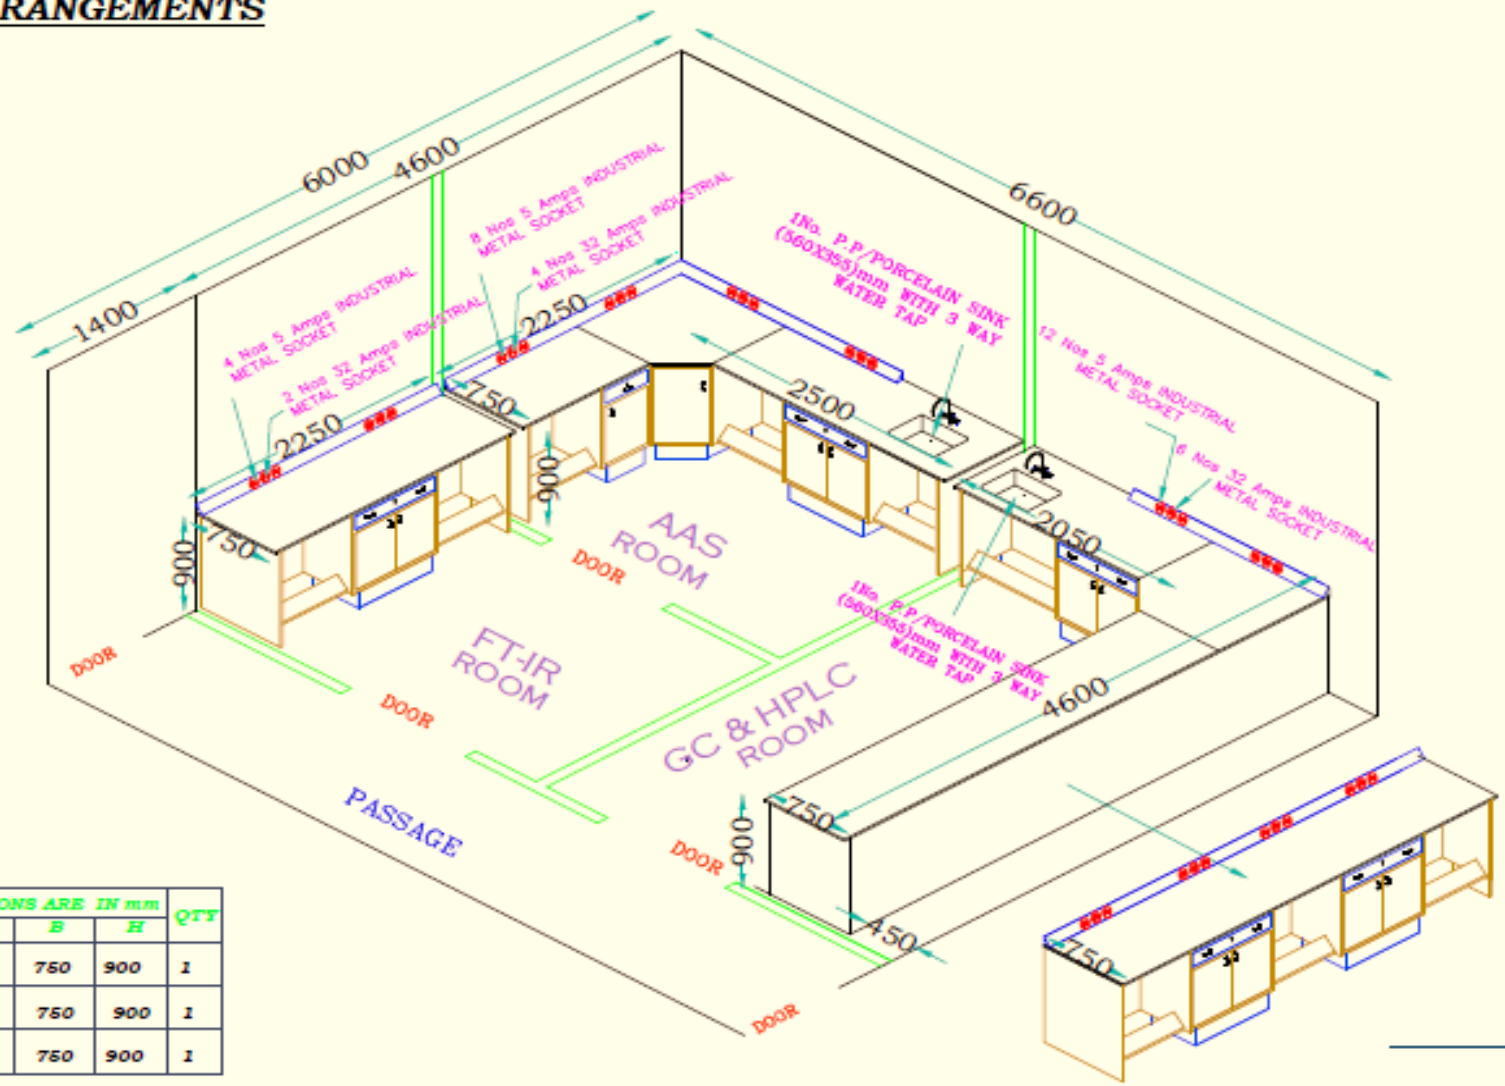 RANGEMENTS
6000
4600
1400
6600
8 Nos 5 Amps INDUSTRIAL
METAL SOCKET
4 Nos 32 Amps INDUSTRIAL
METAL SOCKET
4 Nos 5 Amps INDUSTRIAL
METAL SOCKET
2 Nos 32 Amps INDUSTRIAL
METAL SOCKET
1No. P.P/PORCELAIN SINK
(560X355)mm WITH 3 WAY
WATER TAP
12 Nos 5 Amps INDUSTRIAL
METAL SOCKET
6 Nos 32 Amps INDUSTRIAL
METAL SOCKET
2250
2250
750
2500
900
750
900
2050
AAS
ROOM
DOOR
FT-IR
ROOM
DOOR
DOOR
1No. P.P/PORCELAIN SINK
(560X355)mm WITH 3 WAY
WATER TAP
GC & HPLC
ROOM
4600
750
900
PASSAGE
DOOR
450
DOOR
750
ONS ARE IN mm QTY
B H
750 900 1
750 900 1
750 900 1